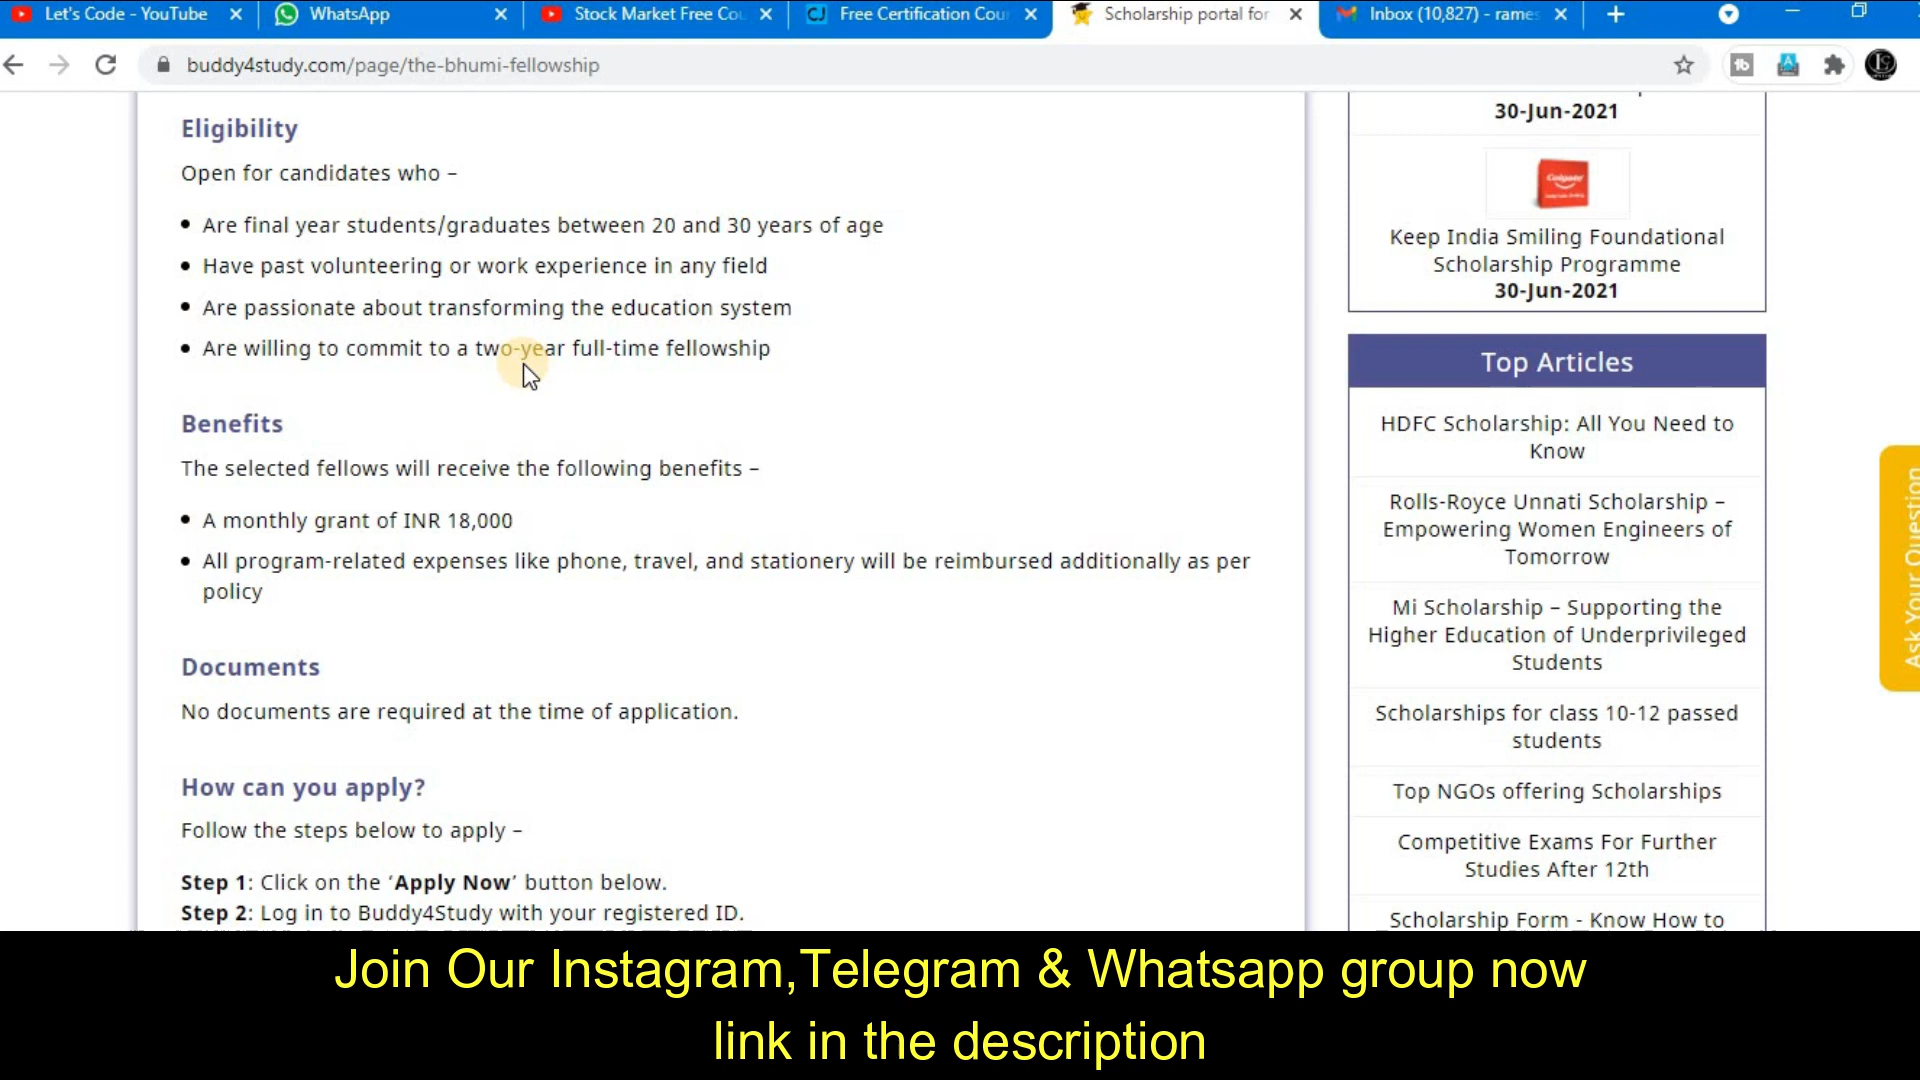 Let's Code - YouTube
WhatsApp
Stock Market Free Cou
Free Certification Cour
Scholarship portal for
Inbox (10,827) - rames
buddy4study.com/page/the-bhumi-fellowship
Eligibility
Open for candidates who –
Are final year students/graduates between 20 and 30 years of age
Have past volunteering or work experience in any field
Are passionate about transforming the education system
Are willing to commit to a two-year full-time fellowship
Benefits
The selected fellows will receive the following benefits –
A monthly grant of INR 18,000
All program-related expenses like phone, travel, and stationery will be reimbursed additionally as per
policy
Documents
No documents are required at the time of application.
How can you apply?
Follow the steps below to apply –
Step 1: Click on the ‘Apply Now’ button below.
Step 2: Log in to Buddy4Study with your registered ID.
30-Jun-2021
Colgate
Keep India Smiling Foundational
Scholarship Programme
30-Jun-2021
Top Articles
HDFC Scholarship: All You Need to
Know
Rolls-Royce Unnati Scholarship –
Empowering Women Engineers of
Tomorrow
Mi Scholarship – Supporting the
Higher Education of Underprivileged
Students
Scholarships for class 10-12 passed
students
Top NGOs offering Scholarships
Competitive Exams For Further
Studies After 12th
Scholarship Form - Know How to
Ask Your Question
Join Our Instagram,Telegram & Whatsapp group now
link in the description